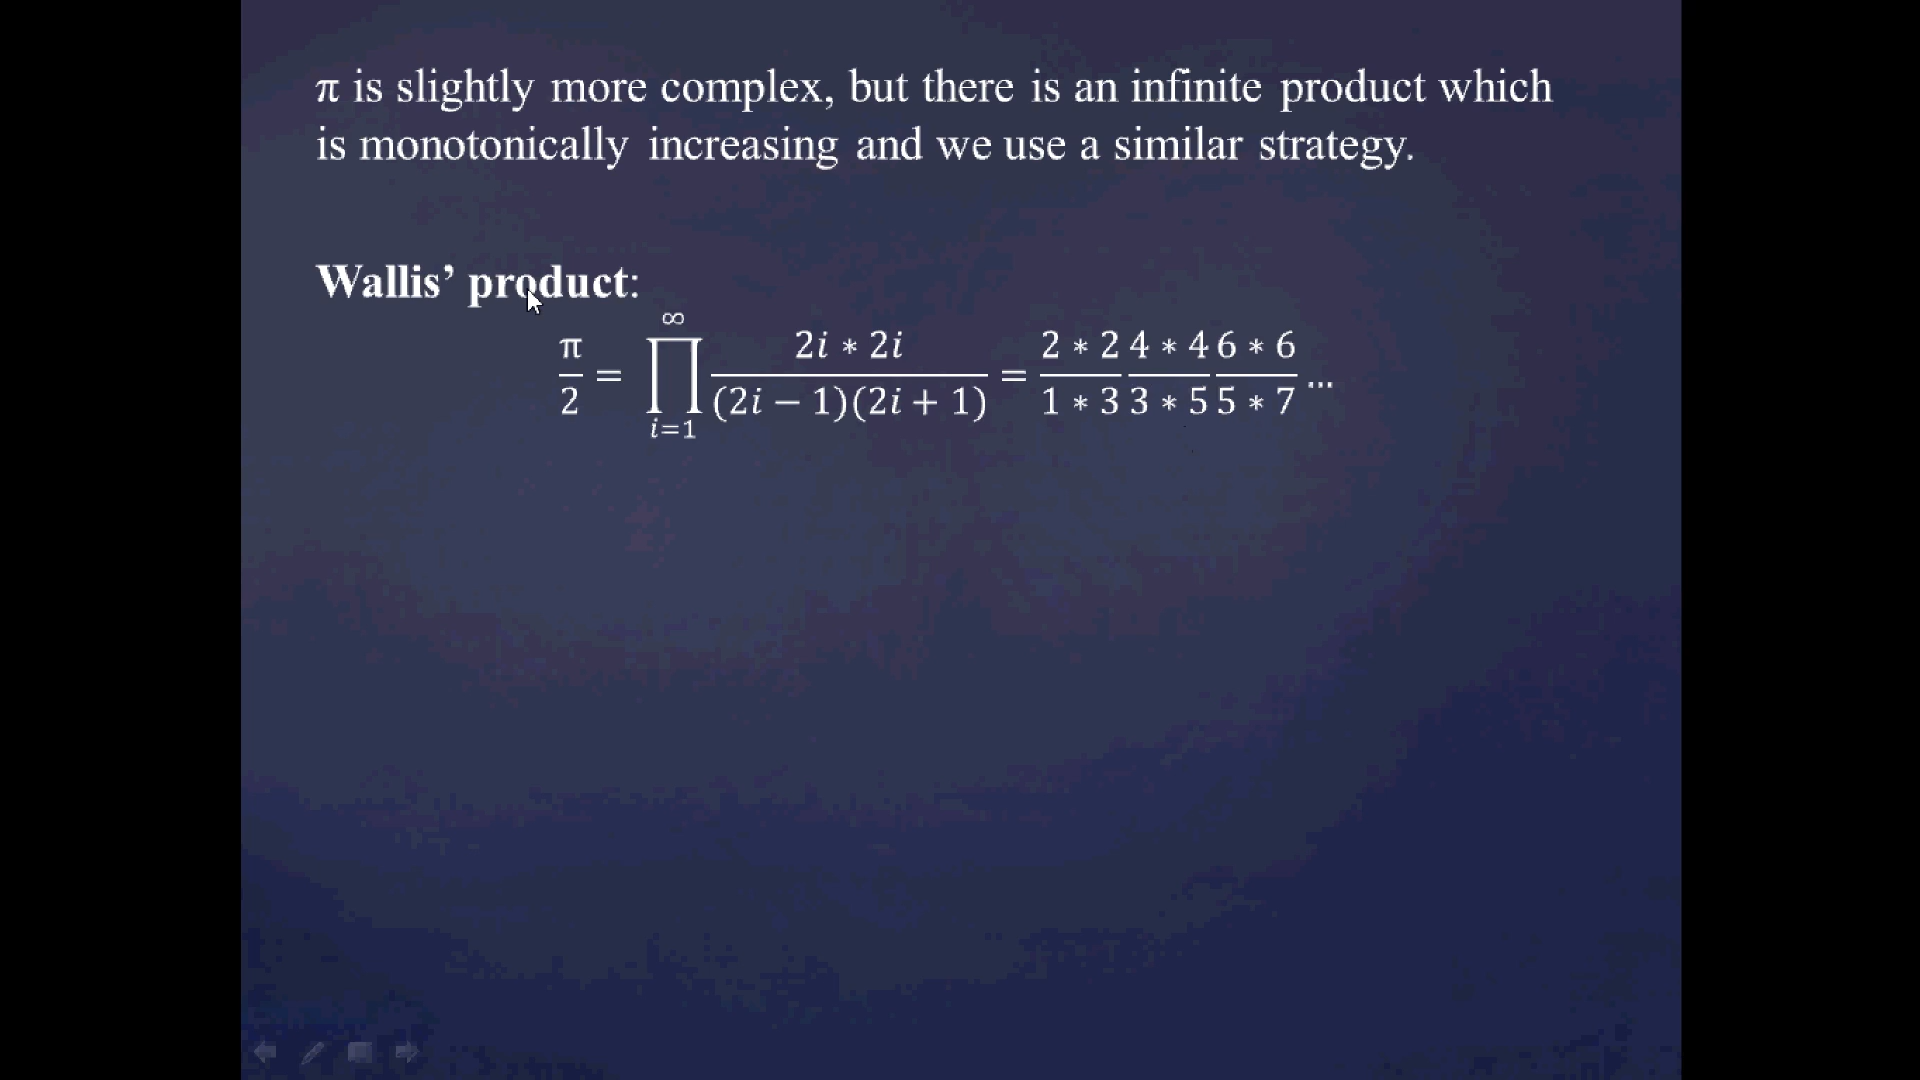 π is slightly more complex, but there is an infinite product which
is monotonically increasing and we use a similar strategy.
Wallis’ product:
π/2 = ∏_{i=1}^{∞} (2i ∗ 2i)/((2i − 1)(2i + 1)) = (2 ∗ 2)/(1 ∗ 3) (4 ∗ 4)/(3 ∗ 5) (6 ∗ 6)/(5 ∗ 7) …